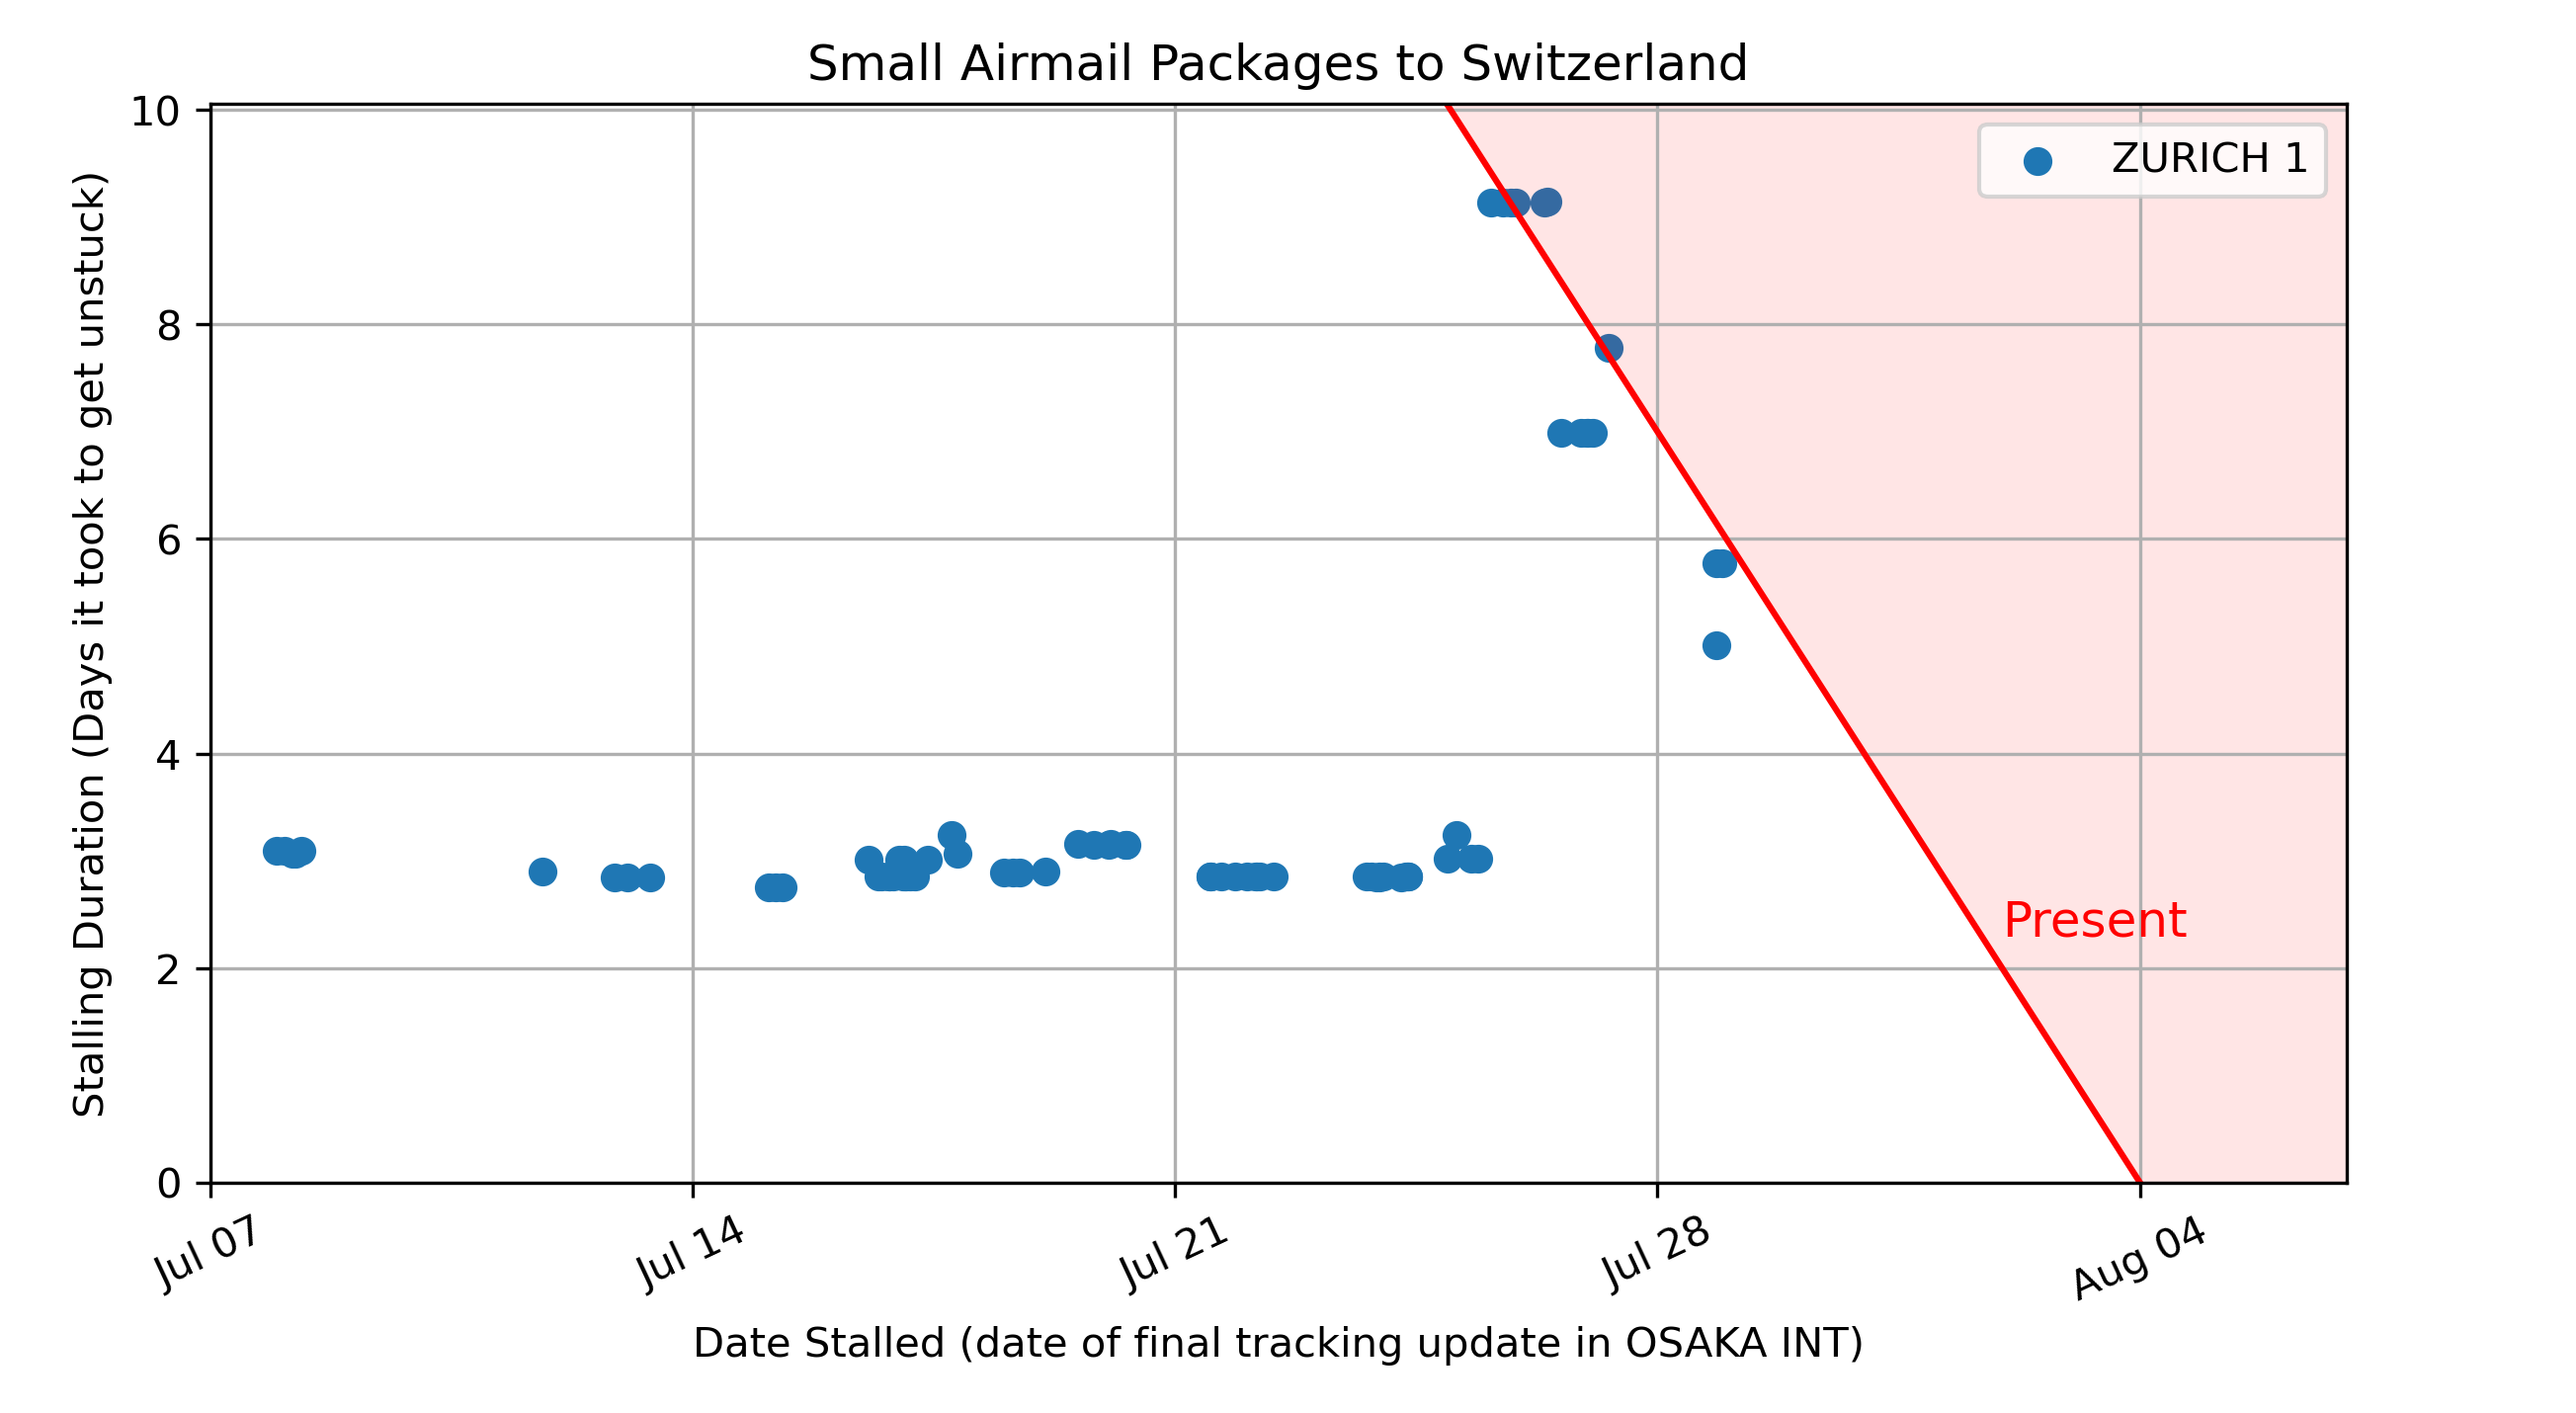 Small Airmail Packages to Switzerland
10
8
6
4
2
0
Stalling Duration (Days it took to get unstuck)
ZURICH 1
Present
Jul 07
Jul 14
Jul 21
Jul 28
Aug 04
Date Stalled (date of final tracking update in OSAKA INT)